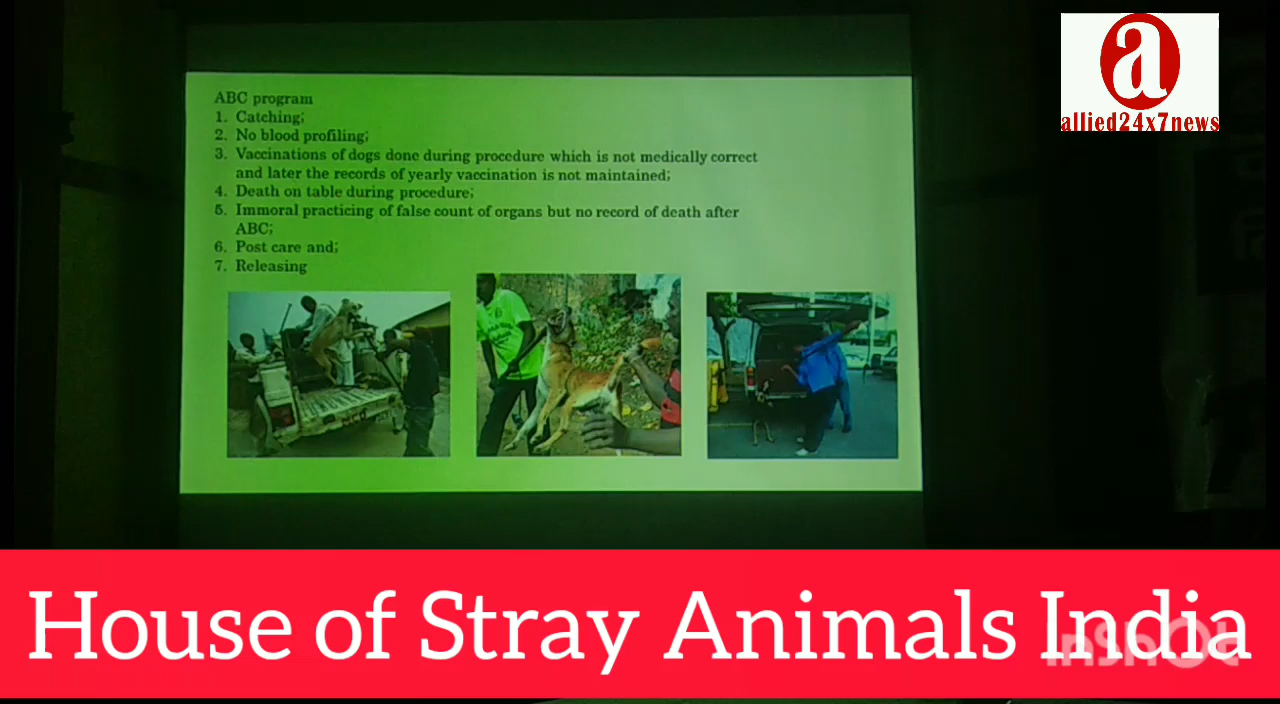 a
allied24x7news
ABC program
1. Catching;
2. No blood profiling;
3. Vaccinations of dogs done during procedure which is not medically correct
and later the records of yearly vaccination is not maintained;
4. Death on table during procedure;
5. Immoral practicing of false count of organs but no record of death after
ABC;
6. Post care and;
7. Releasing
House of Stray Animals India
InShOt